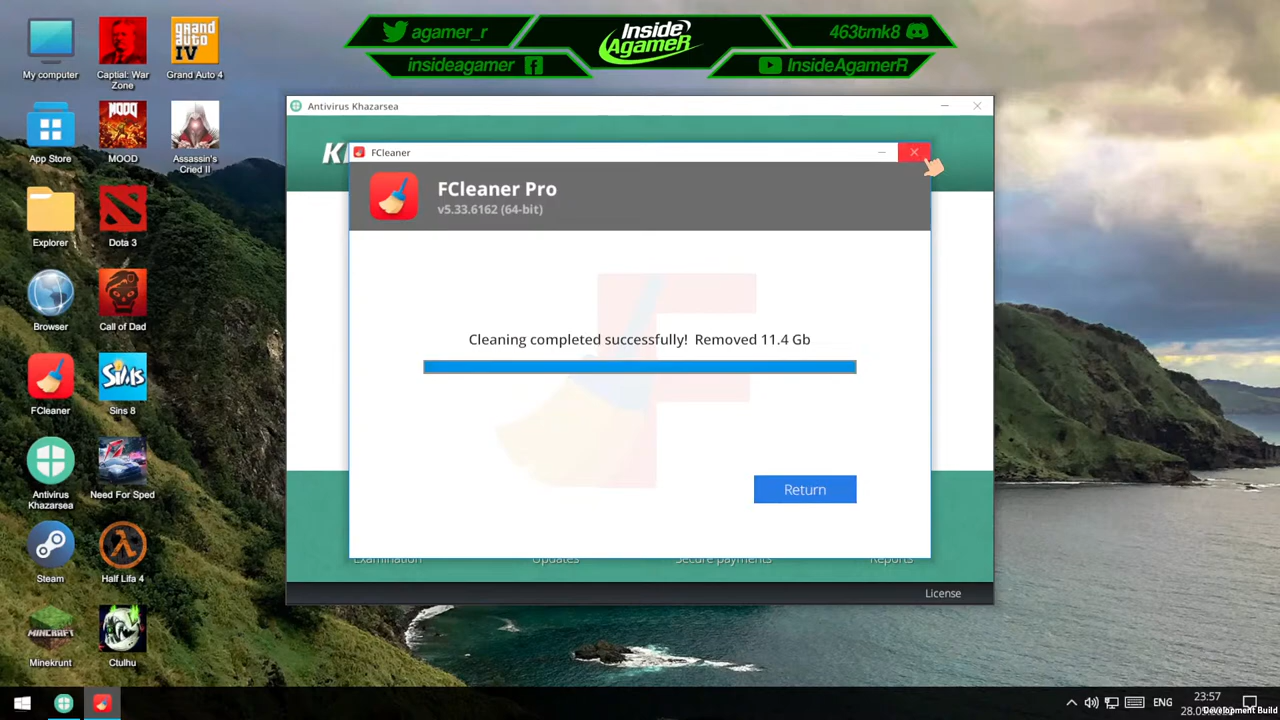 agamer_r
Inside
AgameR
463tmk8
insideagamer
InsideAgamerR
My computer
Captial: War
Zone
Grand Auto 4
App Store
MOOD
MOOD
Assassin's
Cried II
Explorer
Dota 3
Browser
Call of Dad
FCleaner
Sins
Sins 8
Antivirus
Khazarsea
Need For Sped
Steam
Half Lifa 4
MINCRAFT
Minekrunt
Ctulhu
Antivirus Khazarsea
FCleaner
FCleaner Pro
v5.33.6162 (64-bit)
Cleaning completed successfully! Removed 11.4 Gb
Return
Examination
Updates
Secure payments
Reports
License
ENG
23:57
Development Build